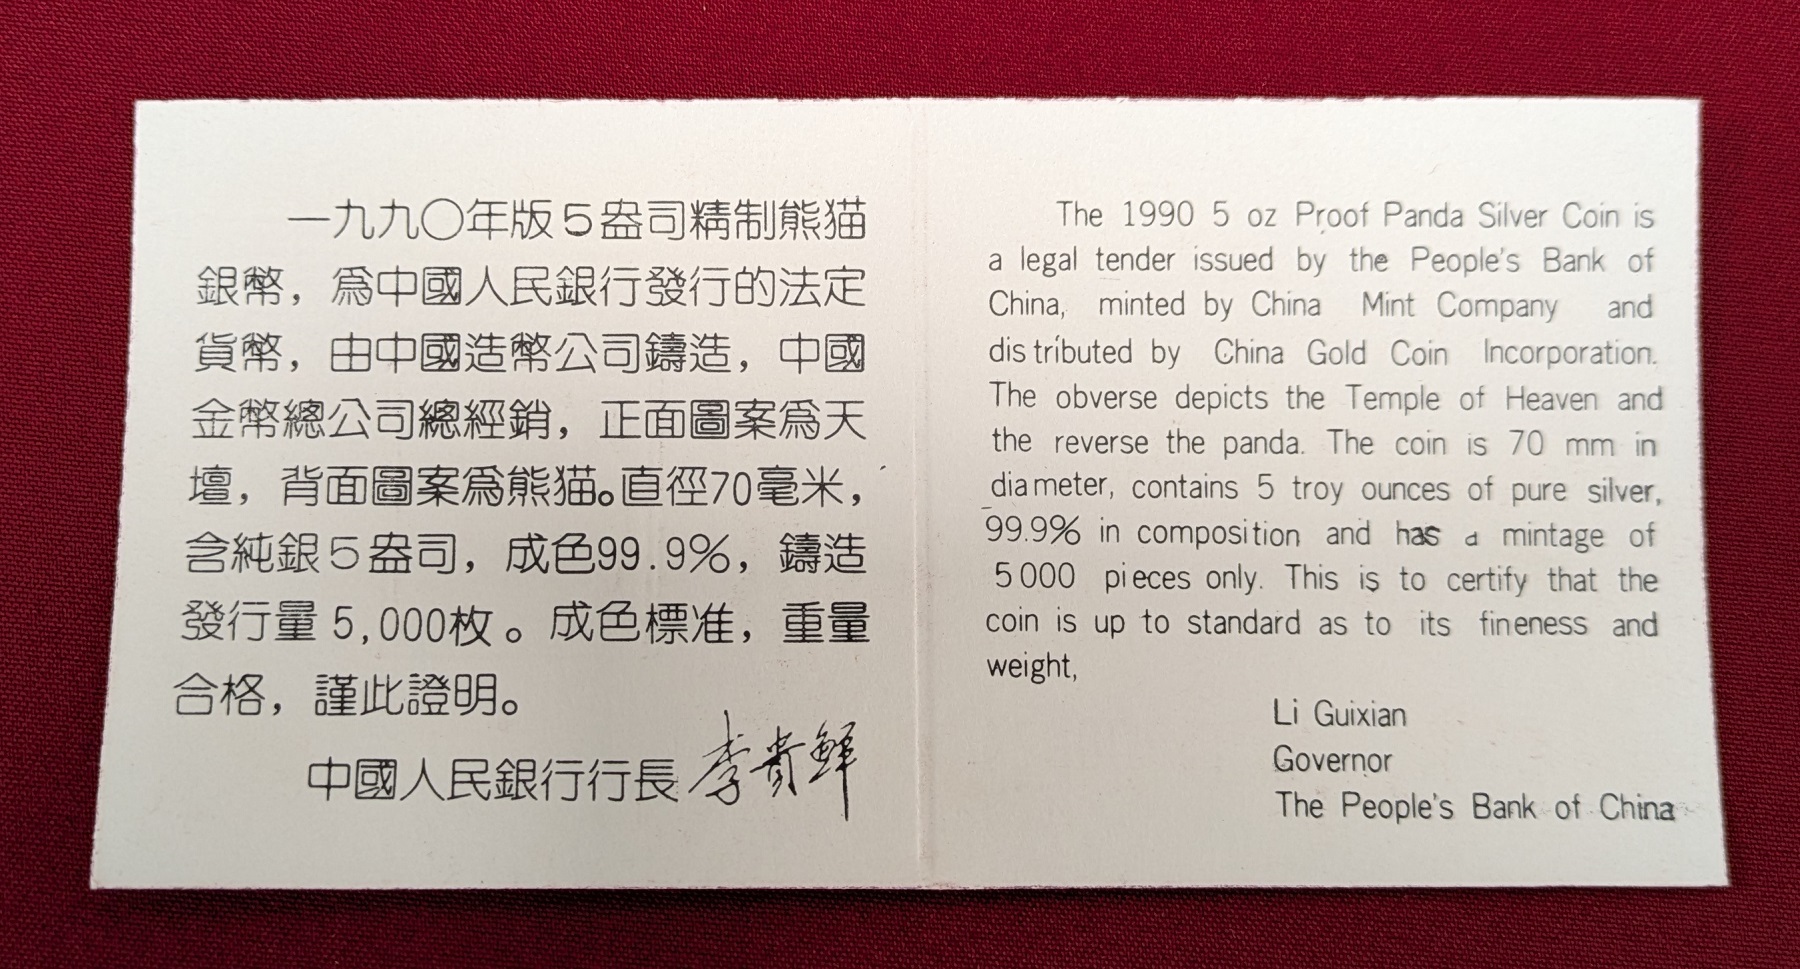 一九九〇年版5盎司精制熊猫
銀幣，爲中國人民銀行發行的法定
貨幣，由中國造幣公司鑄造，中國
金幣總公司總經銷，正面圖案爲天
壇，背面圖案爲熊猫。直徑70毫米，
含純銀5盎司，成色99.9%，鑄造
發行量5,000枚。成色標准，重量
合格，謹此證明。
中國人民銀行行長 李貴鮮
The 1990 5 oz Proof Panda Silver Coin is
a legal tender issued by the People's Bank of
China, minted by China Mint Company and
distributed by China Gold Coin Incorporation.
The obverse depicts the Temple of Heaven and
the reverse the panda. The coin is 70 mm in
diameter, contains 5 troy ounces of pure silver,
99.9% in composition and has a mintage of
5000 pieces only. This is to certify that the
coin is up to standard as to its fineness and
weight,
Li Guixian
Governor
The People's Bank of China